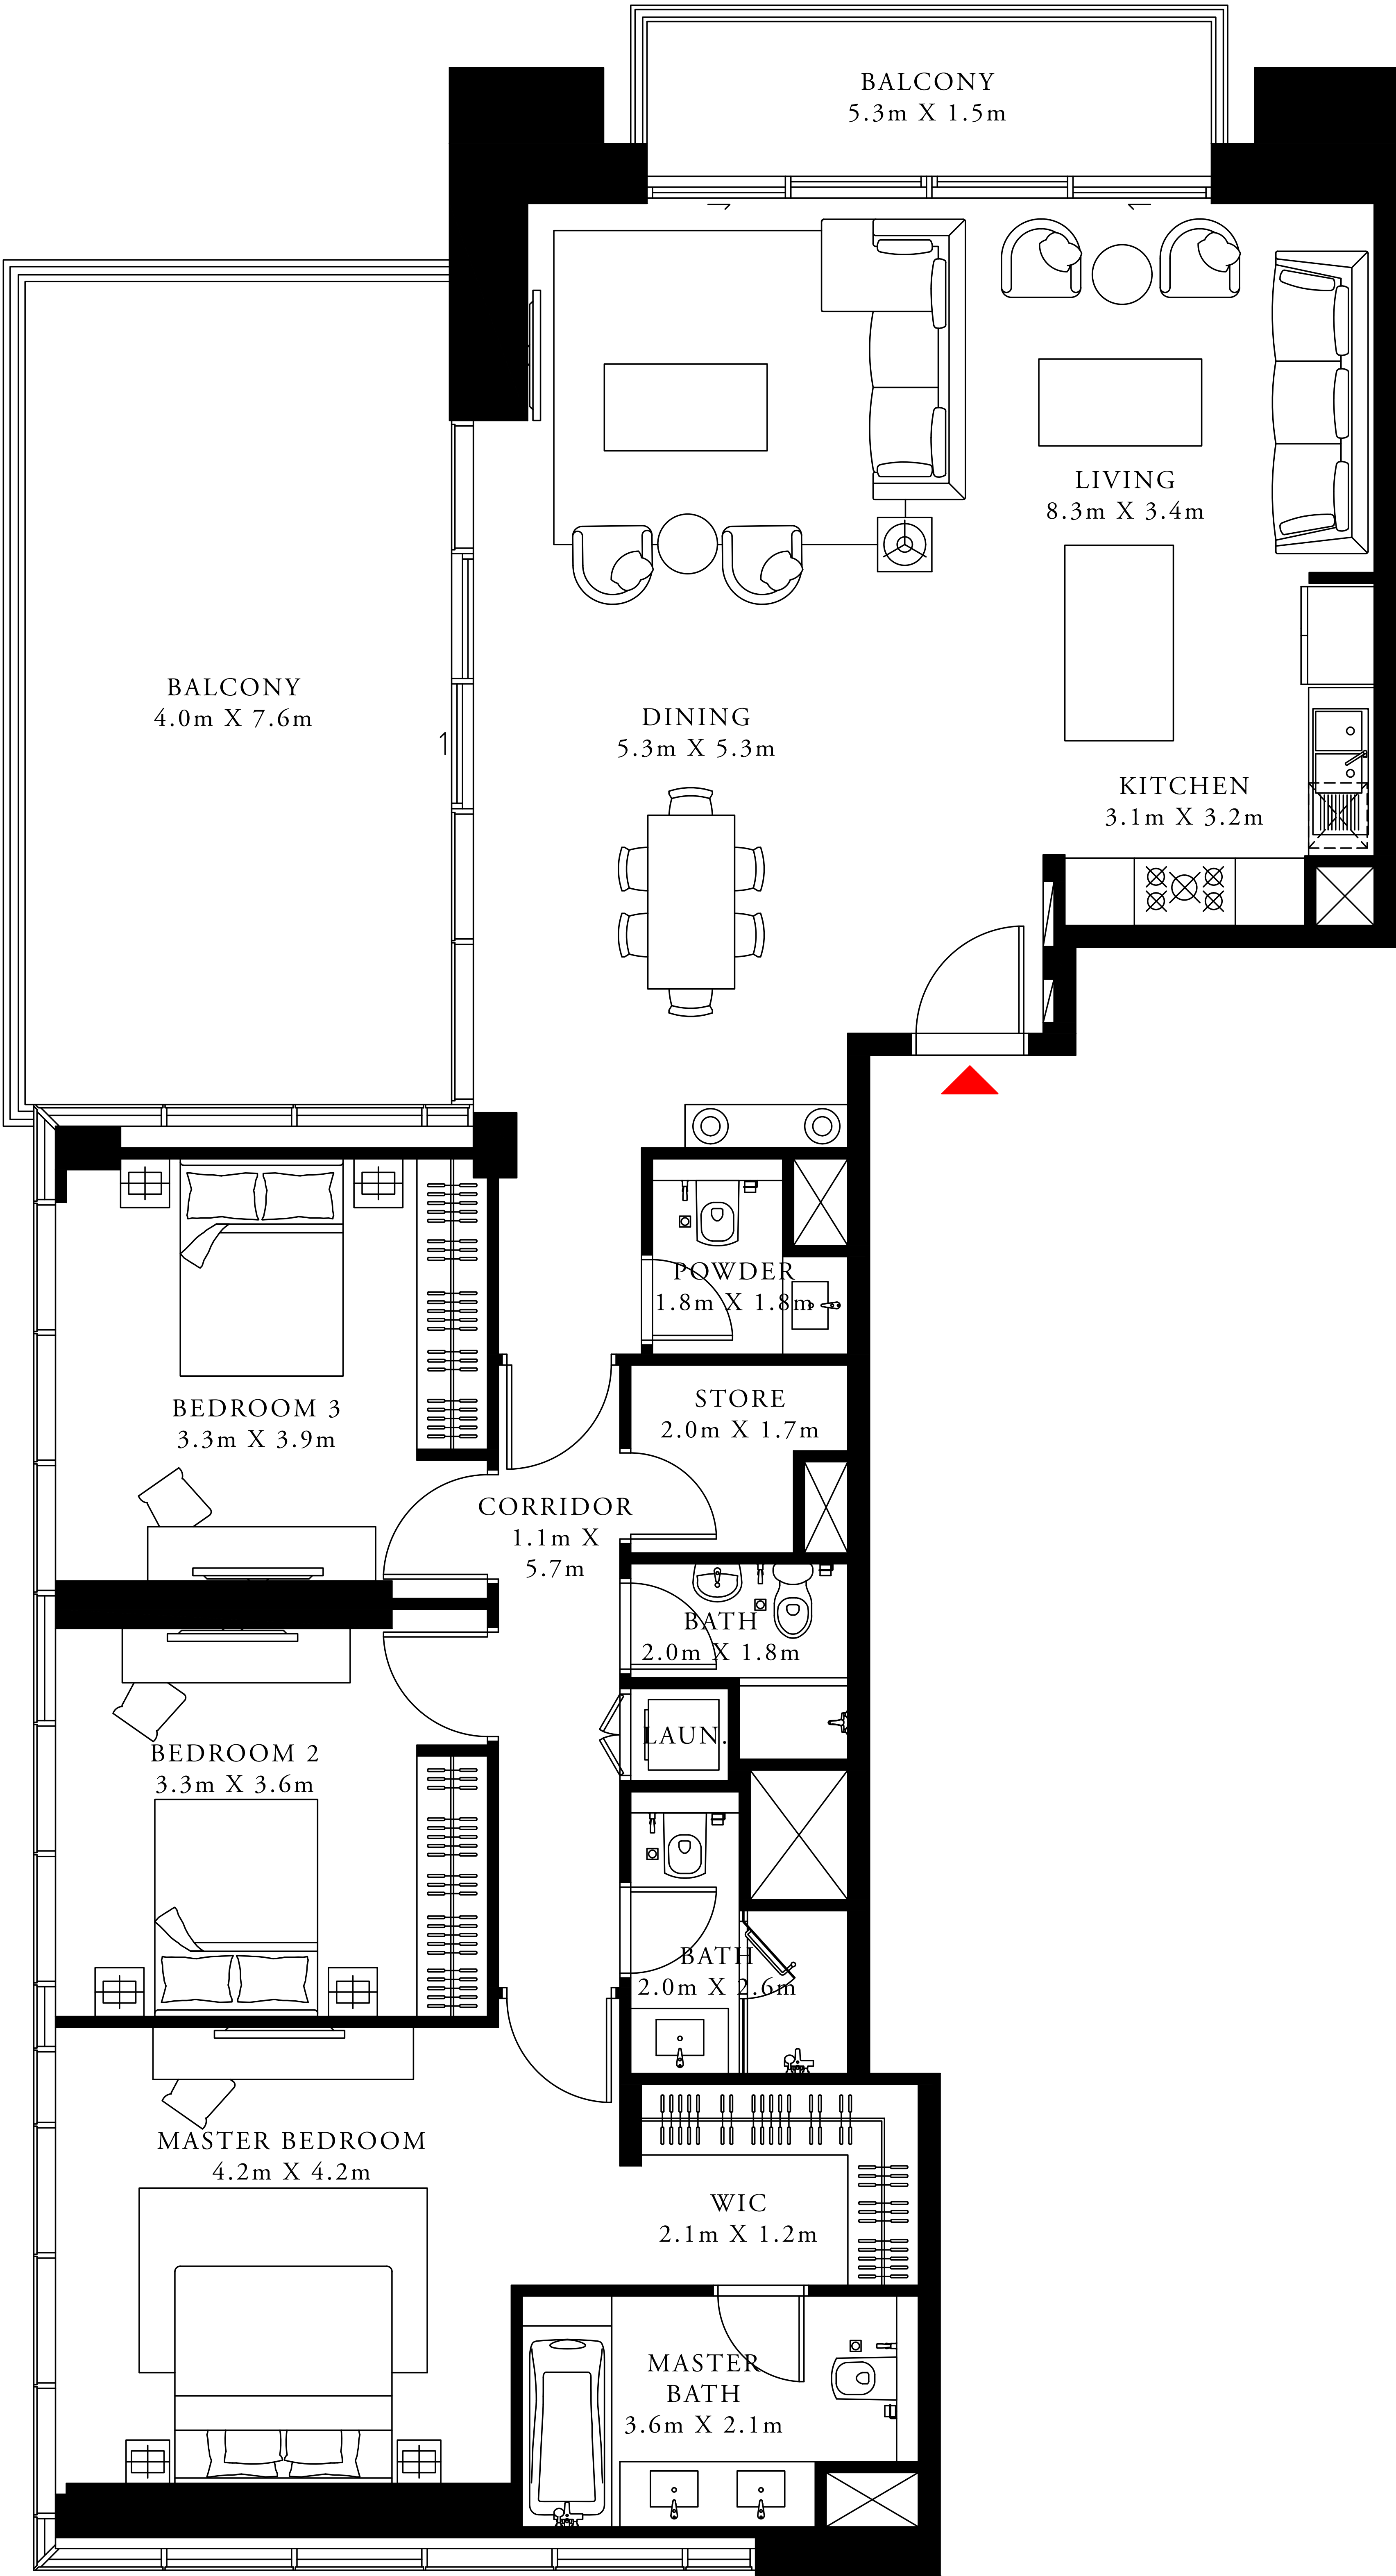 BALCONY
5.3m X 1.5m
LIVING
8.3m X 3.4m
BALCONY
4.0m X 7.6m
DINING
5.3m X 5.3m
KITCHEN
3.1m X 3.2m
POWDER
1.8m X 1.8m
BEDROOM 3
3.3m X 3.9m
STORE
2.0m X 1.7m
CORRIDOR
1.1m X
5.7m
BATH
2.0m X 1.8m
LAUN.
BEDROOM 2
3.3m X 3.6m
BATH
2.0m X 2.6m
MASTER BEDROOM
4.2m X 4.2m
WIC
2.1m X 1.2m
MASTER
BATH
3.6m X 2.1m